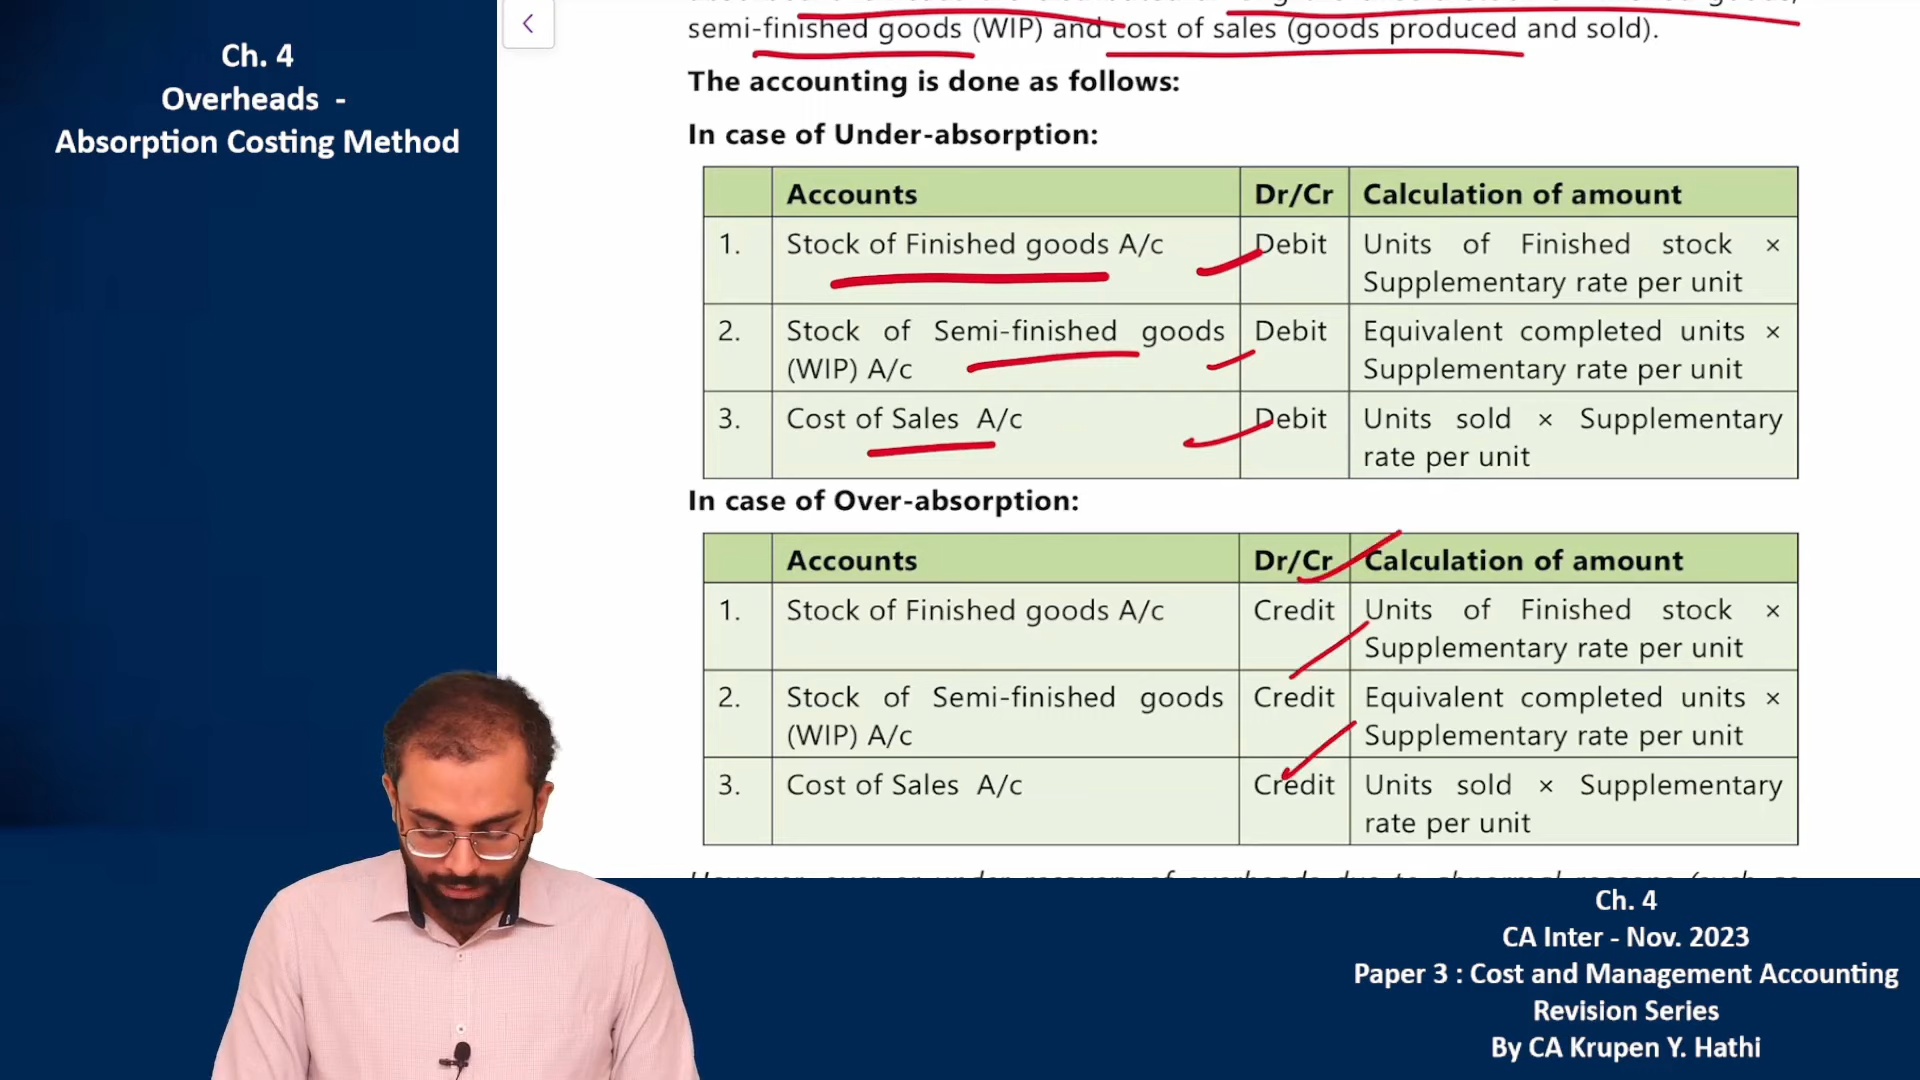 Ch. 4
Overheads -
Absorption Costing Method
semi-finished goods (WIP) and cost of sales (goods produced and sold).
The accounting is done as follows:
In case of Under-absorption:
Accounts Dr/Cr Calculation of amount
1. Stock of Finished goods A/c Debit Units of Finished stock ×
Supplementary rate per unit
2. Stock of Semi-finished goods Debit Equivalent completed units ×
(WIP) A/c Supplementary rate per unit
3. Cost of Sales A/c Debit Units sold × Supplementary
rate per unit
In case of Over-absorption:
Accounts Dr/Cr Calculation of amount
1. Stock of Finished goods A/c Credit Units of Finished stock ×
Supplementary rate per unit
2. Stock of Semi-finished goods Credit Equivalent completed units ×
(WIP) A/c Supplementary rate per unit
3. Cost of Sales A/c Credit Units sold × Supplementary
rate per unit
Ch. 4
CA Inter - Nov. 2023
Paper 3 : Cost and Management Accounting
Revision Series
By CA Krupen Y. Hathi